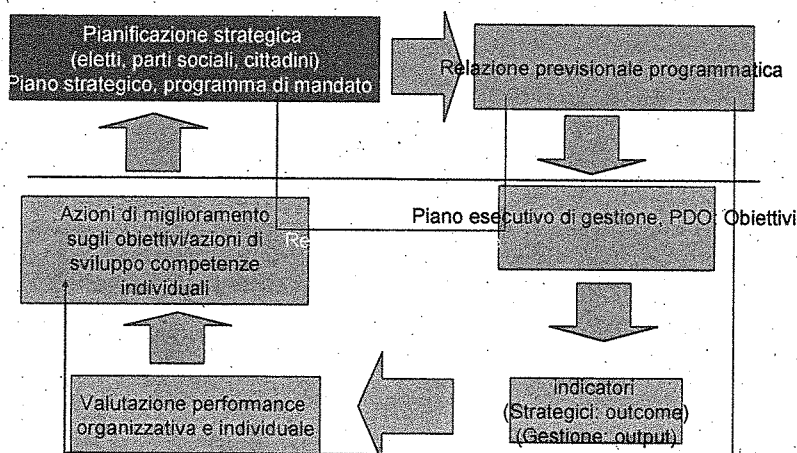 Pianificazione strategica
(eletti, parti sociali, cittadini)
Piano strategico, programma di mandato
Relazione previsionale programmatica
Azioni di miglioramento
sugli obiettivi/azioni di
sviluppo competenze
individuali
Piano esecutivo di gestione, PDO: Obiettivi
Re
Valutazione performance
organizzativa e individuale
Indicatori
(Strategici: outcome)
(Gestione: output)